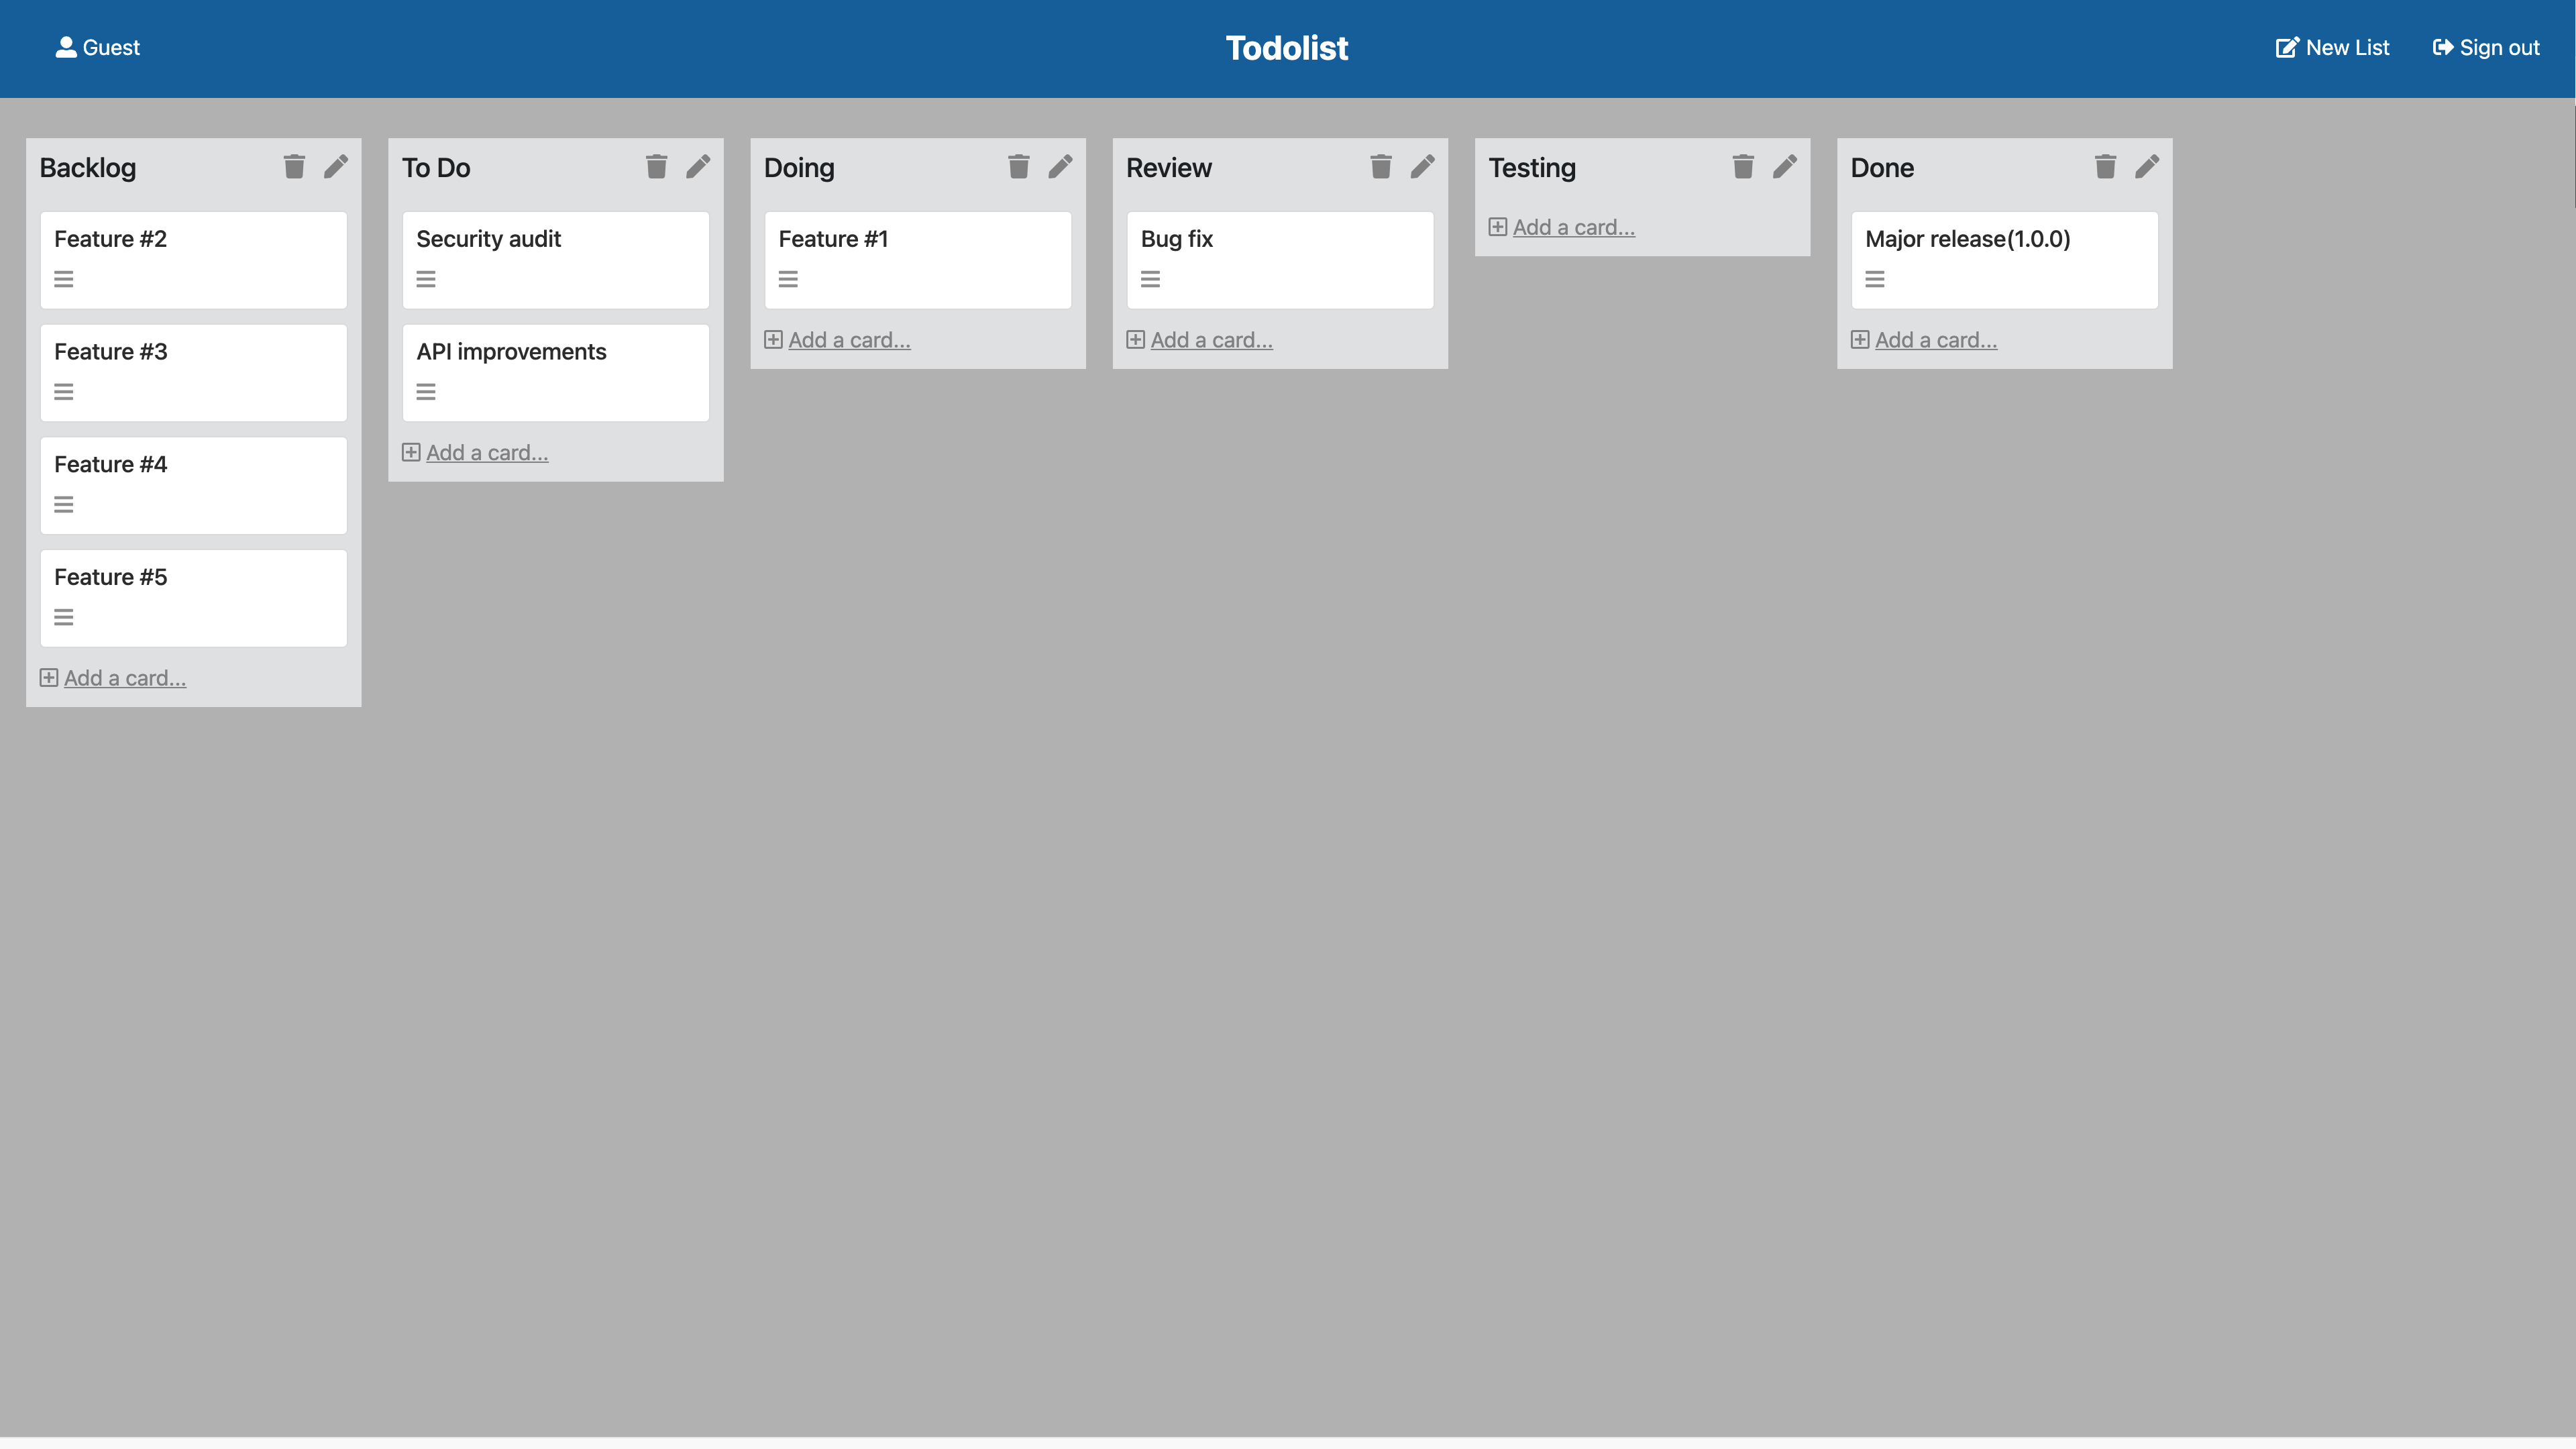 Guest
Todolist
New List
Sign out
Backlog
Feature #2
Feature #3
Feature #4
Feature #5
Add a card...
To Do
Security audit
API improvements
Add a card...
Doing
Feature #1
Add a card...
Review
Bug fix
Add a card...
Testing
Add a card...
Done
Major release(1.0.0)
Add a card...